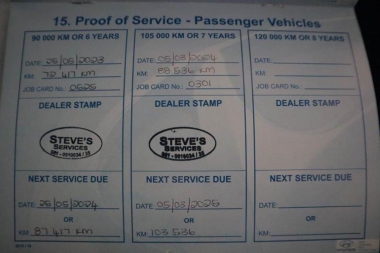 15. Proof of Service - Passenger Vehicles
90 000 KM OR 6 YEARS
DATE: 25/05/2023
KM: 72 417 KM
JOB CARD No.: 0525
DEALER STAMP
STEVE'S
SERVICES
NEXT SERVICE DUE
DATE: 25/05/2024
OR
KM: 87 417 KM
105 000 KM OR 7 YEARS
DATE: 05/03/2024
KM: 88 536 KM
JOB CARD No.: 0301
DEALER STAMP
STEVE'S
SERVICES
NEXT SERVICE DUE
DATE: 05/03/2025
OR
KM: 103 536
120 000 KM OR 8 YEARS
DATE:
KM:
JOB CARD No.:
DEALER STAMP
NEXT SERVICE DUE
DATE:
OR
KM: